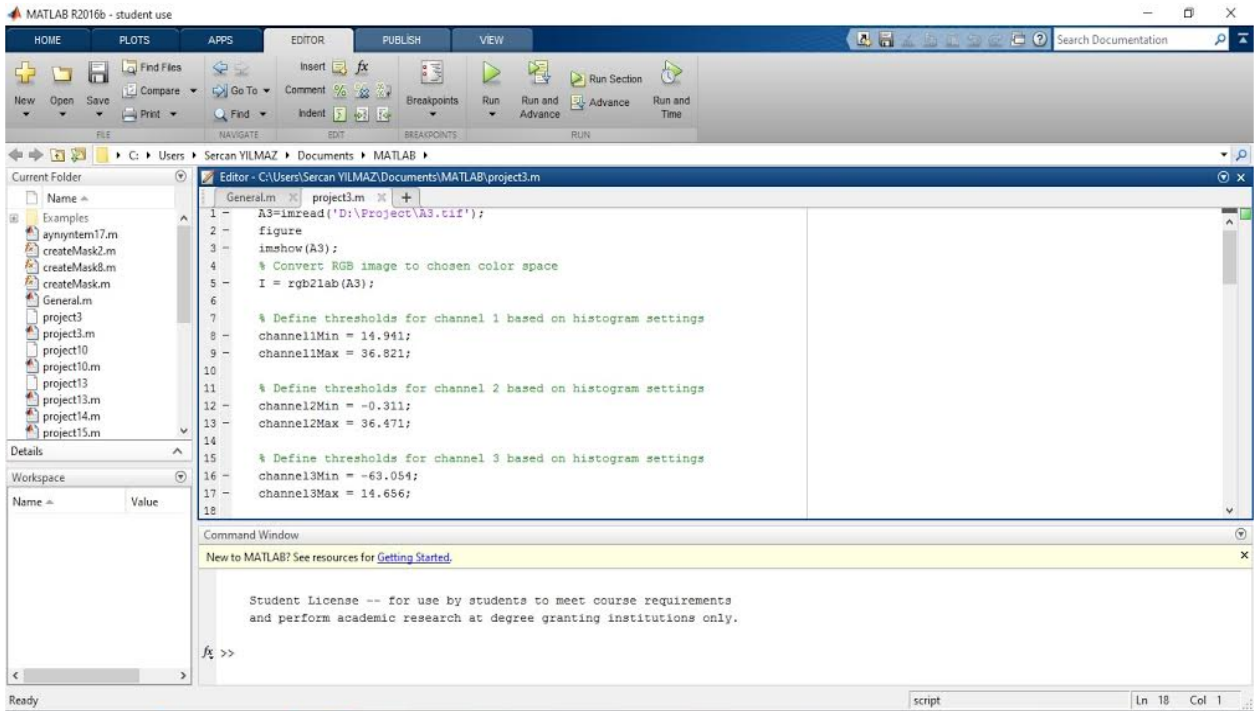 MATLAB R2016b - student use
HOME PLOTS APPS EDITOR PUBLISH VIEW
Search Documentation
New Open Save
Find Files
Compare
Print
FILE
Go To
Find
NAVIGATE
Insert fx
Comment
Indent
EDIT
Breakpoints
BREAKPOINTS
Run
Run and Advance
Run Section
Advance
Run and Time
RUN
C: Users Sercan YILMAZ Documents MATLAB
Current Folder
Name
Examples
aynıyntem17.m
createMask2.m
createMask8.m
createMask.m
General.m
project3
project3.m
project10
project10.m
project13
project13.m
project14.m
project15.m
Details
Workspace
Name Value
Editor - C:\Users\Sercan YILMAZ\Documents\MATLAB\project3.m
General.m project3.m +
1 - A3=imread('D:\Project\A3.tif');
2 - figure
3 - imshow(A3);
4 % Convert RGB image to chosen color space
5 - I = rgb2lab(A3);
6
7 % Define thresholds for channel 1 based on histogram settings
8 - channel1Min = 14.941;
9 - channel1Max = 36.821;
10
11 % Define thresholds for channel 2 based on histogram settings
12 - channel2Min = -0.311;
13 - channel2Max = 36.471;
14
15 % Define thresholds for channel 3 based on histogram settings
16 - channel3Min = -63.054;
17 - channel3Max = 14.656;
18
Command Window
New to MATLAB? See resources for Getting Started.
Student License -- for use by students to meet course requirements
and perform academic research at degree granting institutions only.
fx >>
Ready script Ln 18 Col 1